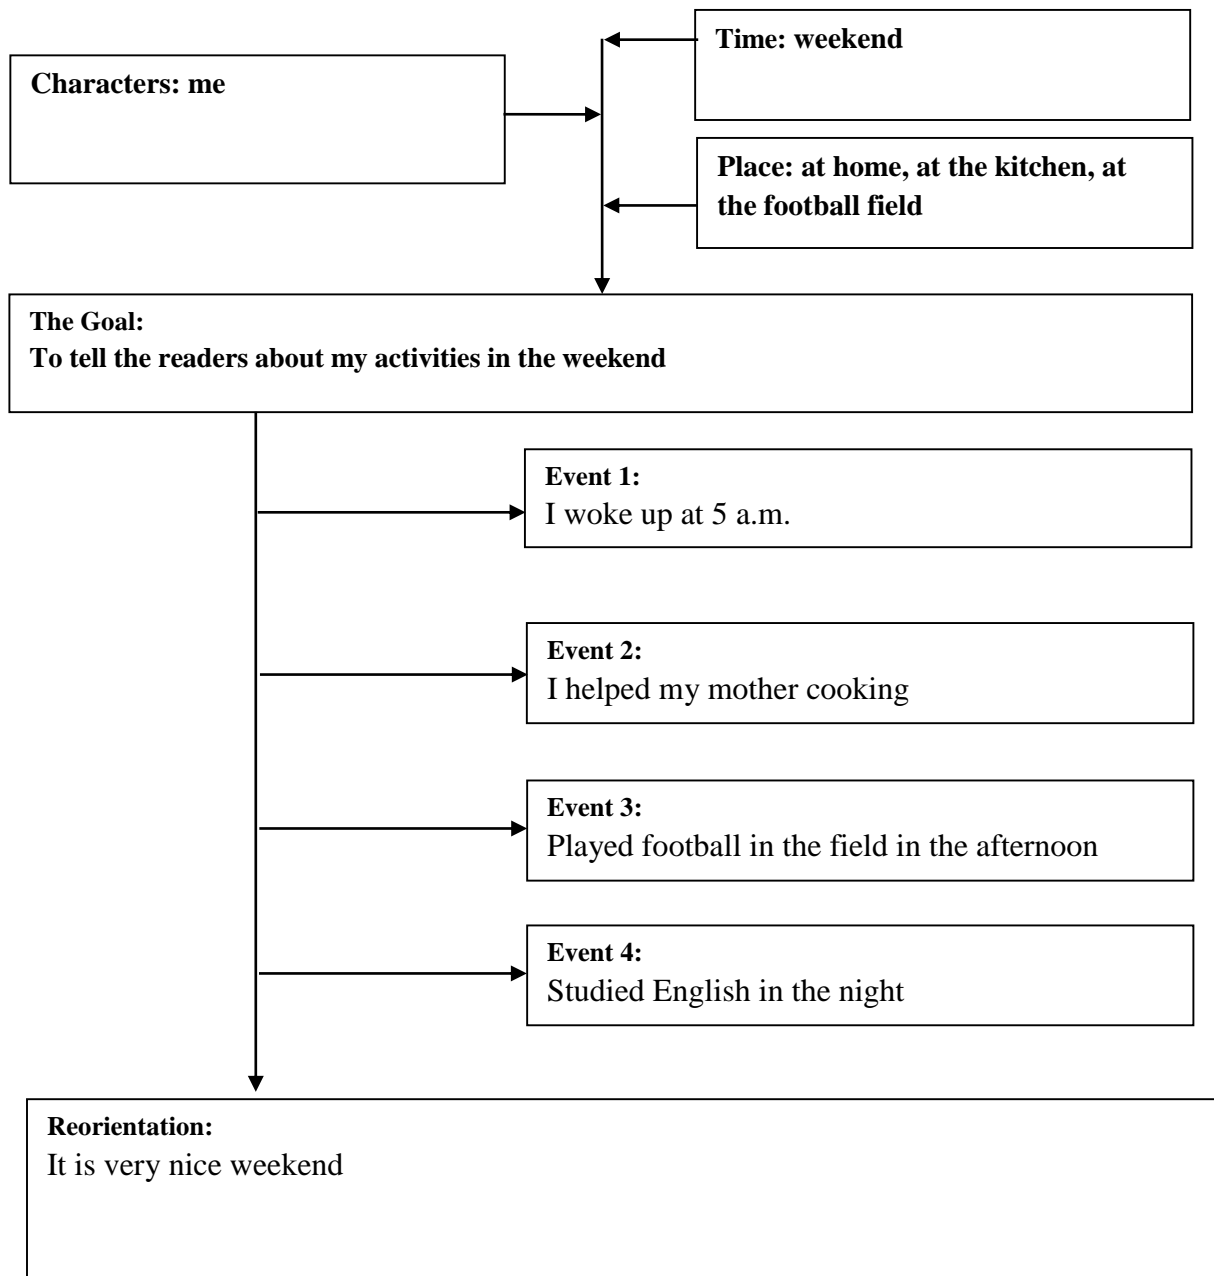 Characters: me
Time: weekend
Place: at home, at the kitchen, at
the football field
The Goal:
To tell the readers about my activities in the weekend
Event 1:
I woke up at 5 a.m.
Event 2:
I helped my mother cooking
Event 3:
Played football in the field in the afternoon
Event 4:
Studied English in the night
Reorientation:
It is very nice weekend